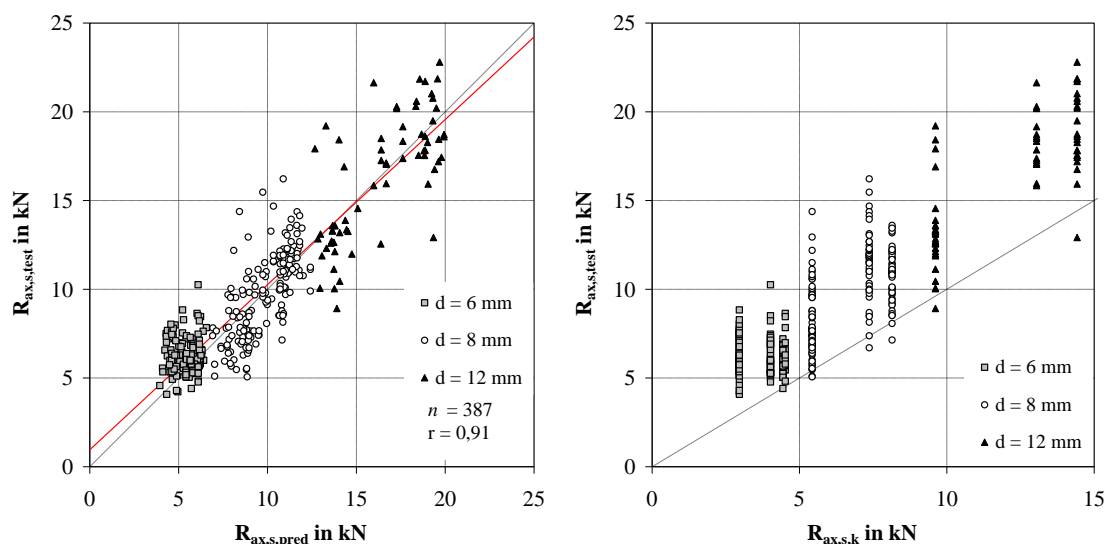 25
20
15
10
5
0
0 5 10 15 20 25
R_ax,s,test in kN
R_ax,s,pred in kN
d = 6 mm
d = 8 mm
d = 12 mm
n = 387
r = 0,91
25
20
15
10
5
0
0 5 10 15
R_ax,s,test in kN
R_ax,s,k in kN
d = 6 mm
d = 8 mm
d = 12 mm